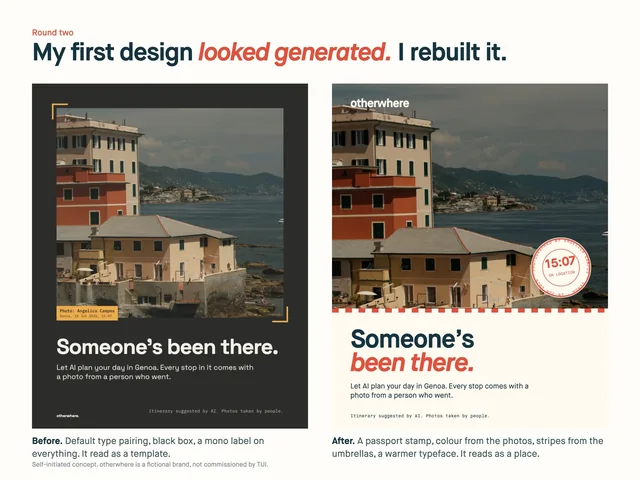 Round two
My first design looked generated. I rebuilt it.
Photo: Angelica Campos
Someone's been there.
Let AI plan your day in Genoa. Every stop in it comes with
a photo from a person who went.
Itinerary suggested by AI. Photos taken by people.
otherwhere.
Before. Default type pairing, black box, a mono label on
everything. It read as a template.
Self-initiated concept. otherwhere is a fictional brand, not commissioned by TUI.
otherwhere
15:07
ON LOCATION
Someone's
been there.
Let AI plan your day in Genoa. Every stop in it comes with a
photo from a person who went.
Itinerary suggested by AI. Photos taken by people.
After. A passport stamp, colour from the photos, stripes from the
umbrellas, a warmer typeface. It reads as a place.